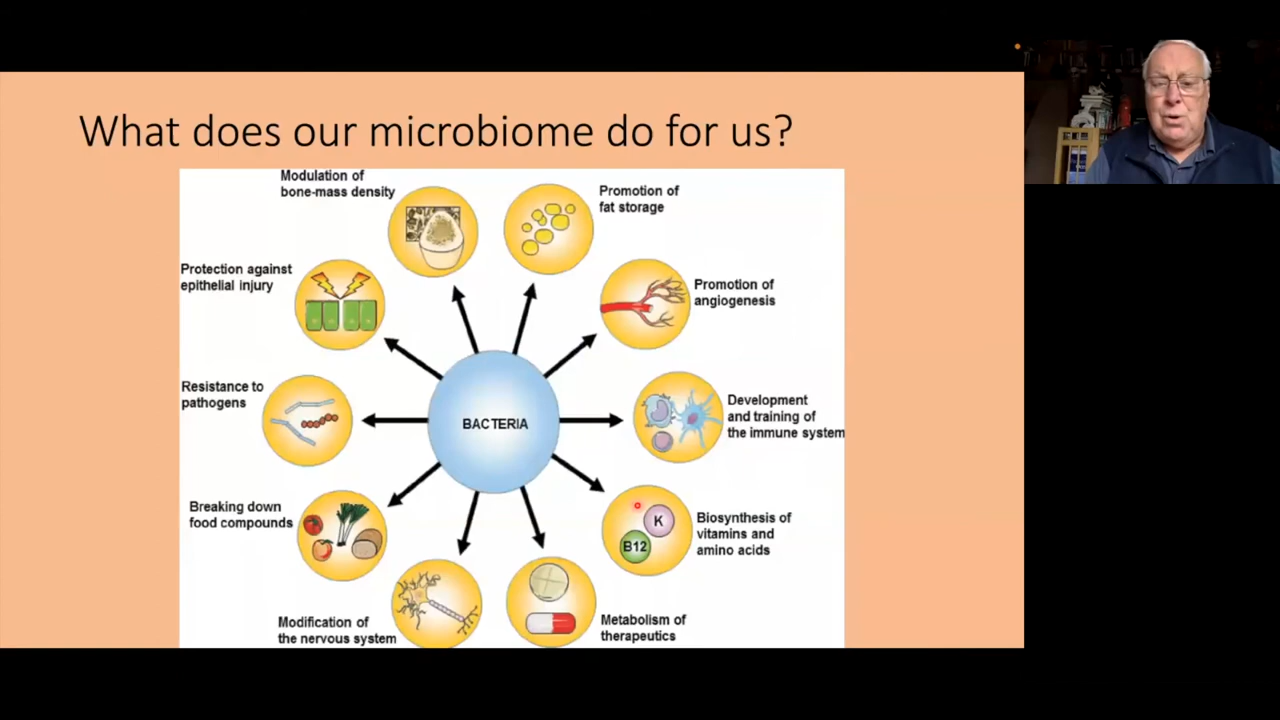 What does our microbiome do for us?
Modulation of
bone-mass density
Promotion of
fat storage
Protection against
epithelial injury
Promotion of
angiogenesis
Resistance to
pathogens
BACTERIA
Development
and training of
the immune system
Breaking down
food compounds
K
B12
Biosynthesis of
vitamins and
amino acids
Modification of
the nervous system
Metabolism of
therapeutics